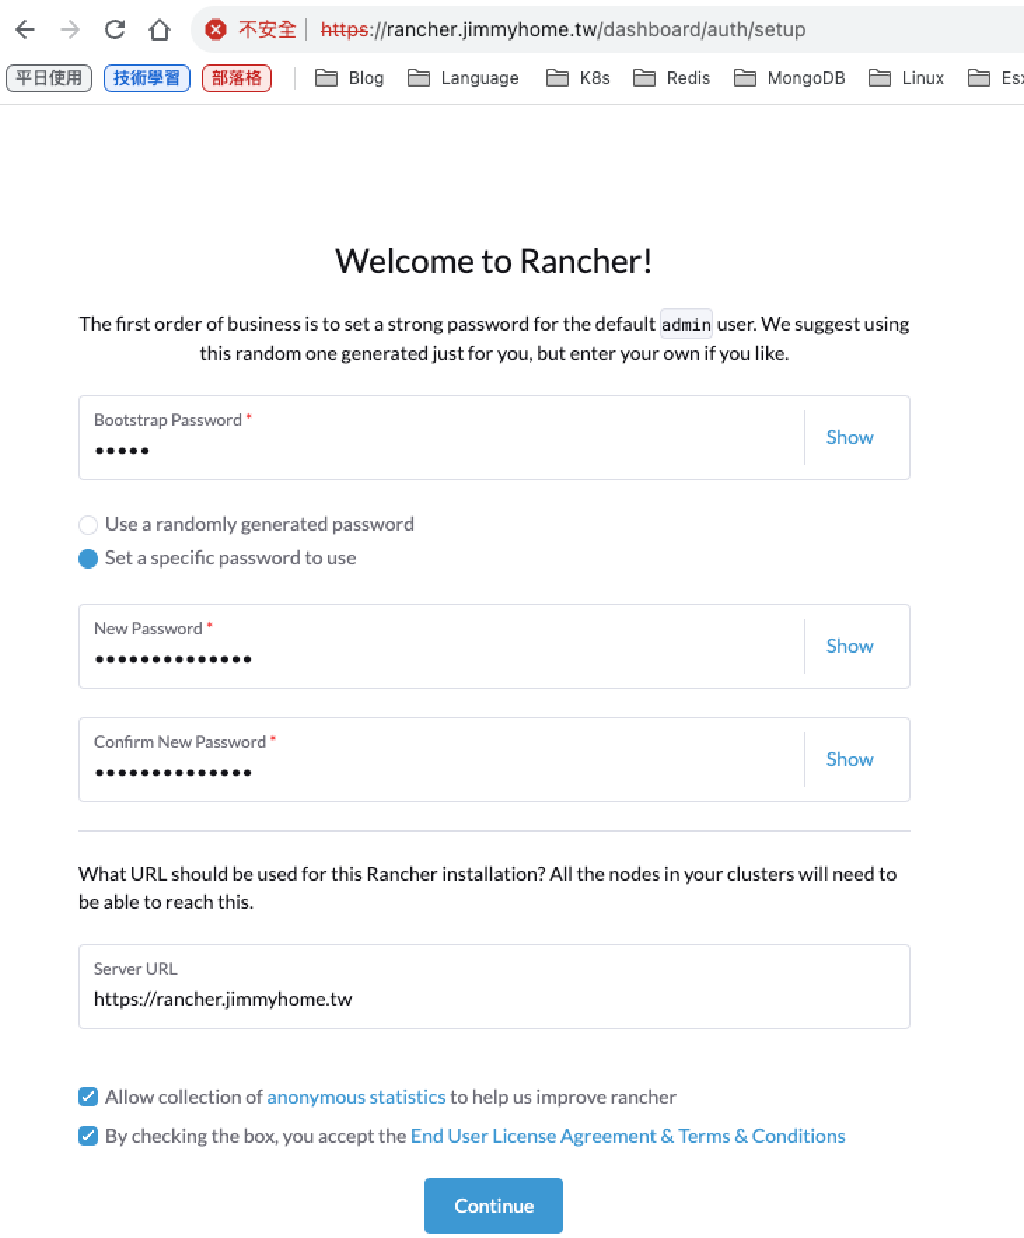 不安全 https://rancher.jimmyhome.tw/dashboard/auth/setup
平日使用 技術學習 部落格 Blog Language K8s Redis MongoDB Linux
Welcome to Rancher!
The first order of business is to set a strong password for the default admin user. We suggest using
this random one generated just for you, but enter your own if you like.
Bootstrap Password *
•••••
Show
Use a randomly generated password
Set a specific password to use
New Password *
••••••••••••••
Show
Confirm New Password *
••••••••••••••
Show
What URL should be used for this Rancher installation? All the nodes in your clusters will need to
be able to reach this.
Server URL
https://rancher.jimmyhome.tw
Allow collection of anonymous statistics to help us improve rancher
By checking the box, you accept the End User License Agreement & Terms & Conditions
Continue